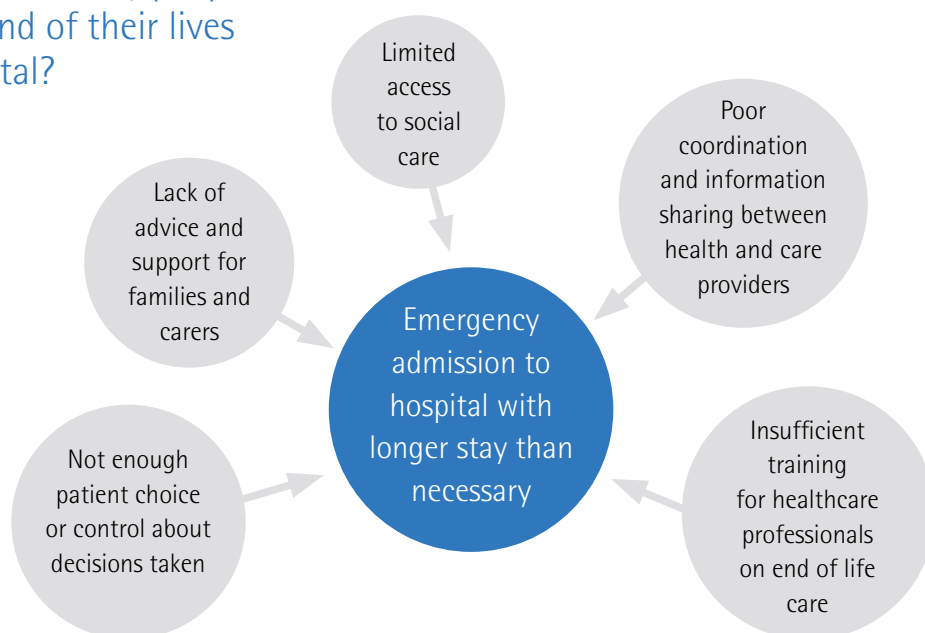 nd of their lives
tal?
Limited
access
to social
care
Poor
coordination
and information
sharing between
health and care
providers
Lack of
advice and
support for
families and
carers
Emergency
admission to
hospital with
longer stay than
necessary
Not enough
patient choice
or control about
decisions taken
Insufficient
training
for healthcare
professionals
on end of life
care